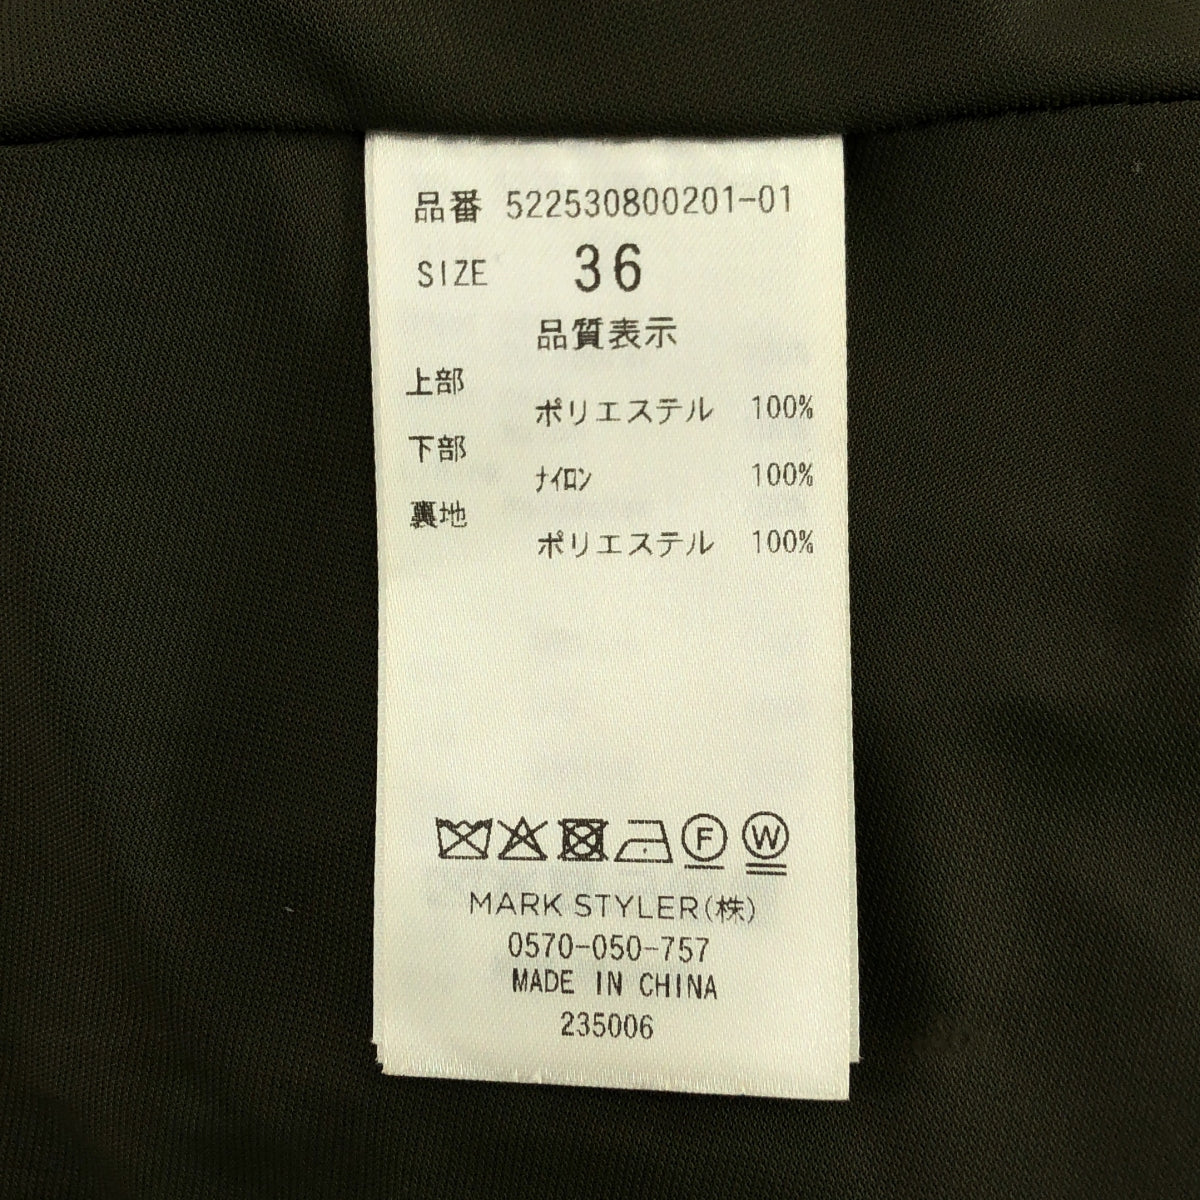 品番 522530800201-01
SIZE 36
品質表示
上部
ポリエステル 100%
下部
ナイロン 100%
裏地
ポリエステル 100%
F W
MARK STYLER(株)
0570-050-757
MADE IN CHINA
235006